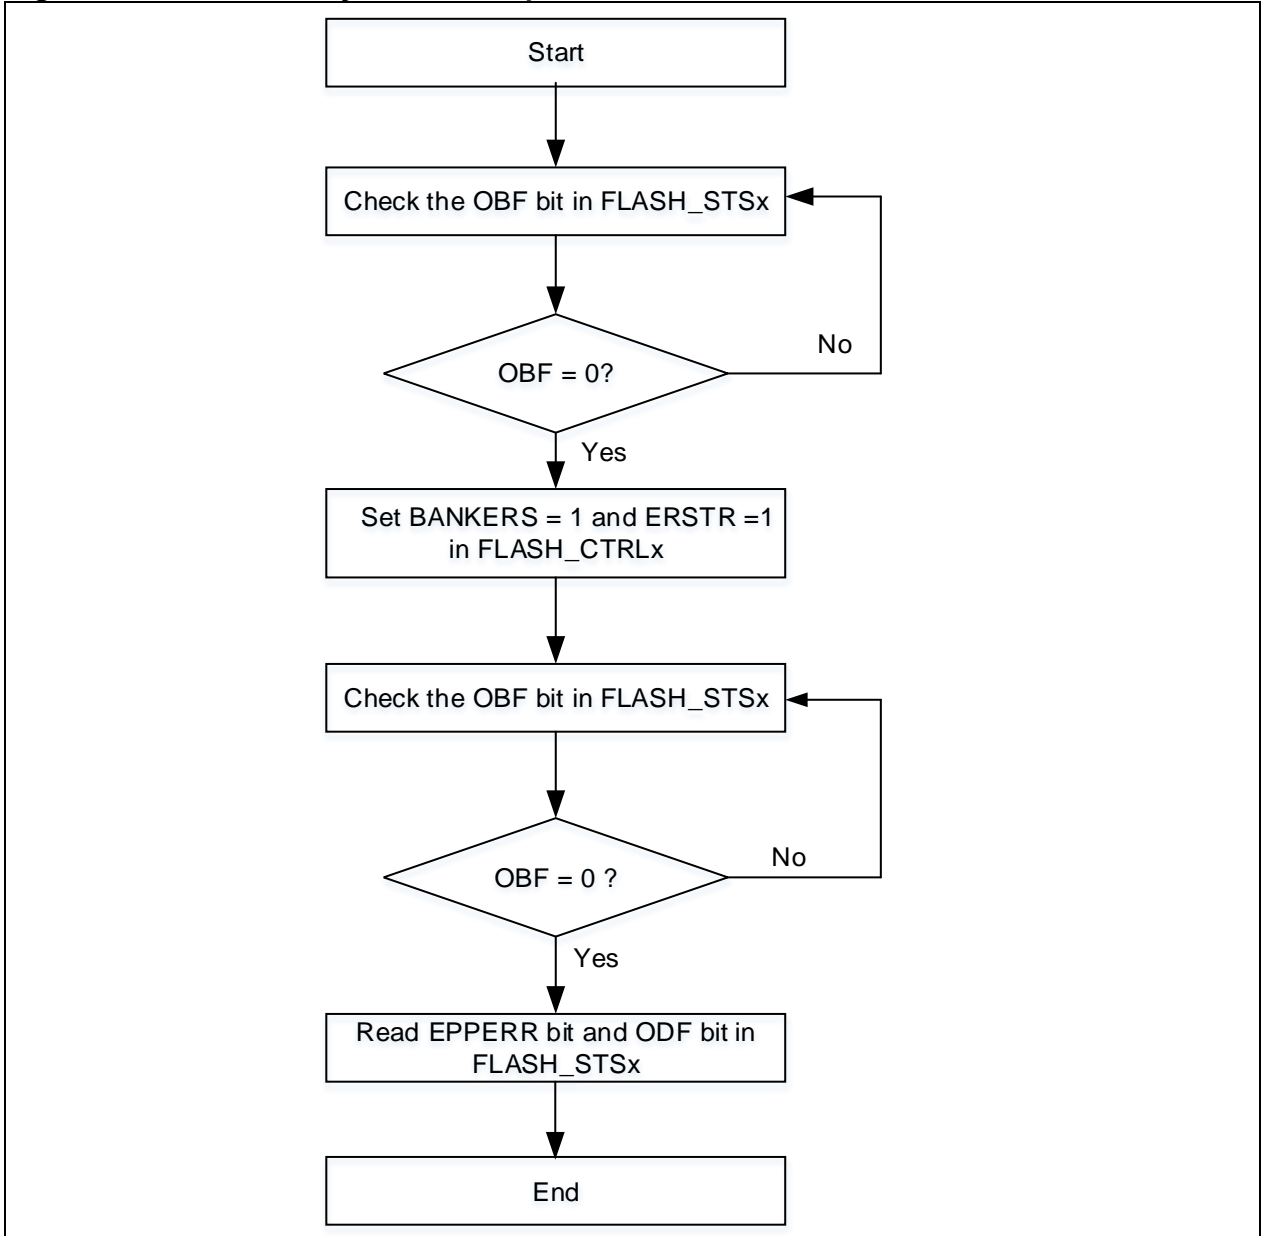 Start
Check the OBF bit in FLASH_STSx
No
OBF = 0?
Yes
Set BANKERS = 1 and ERSTR =1
in FLASH_CTRLx
Check the OBF bit in FLASH_STSx
No
OBF = 0 ?
Yes
Read EPPERR bit and ODF bit in
FLASH_STSx
End